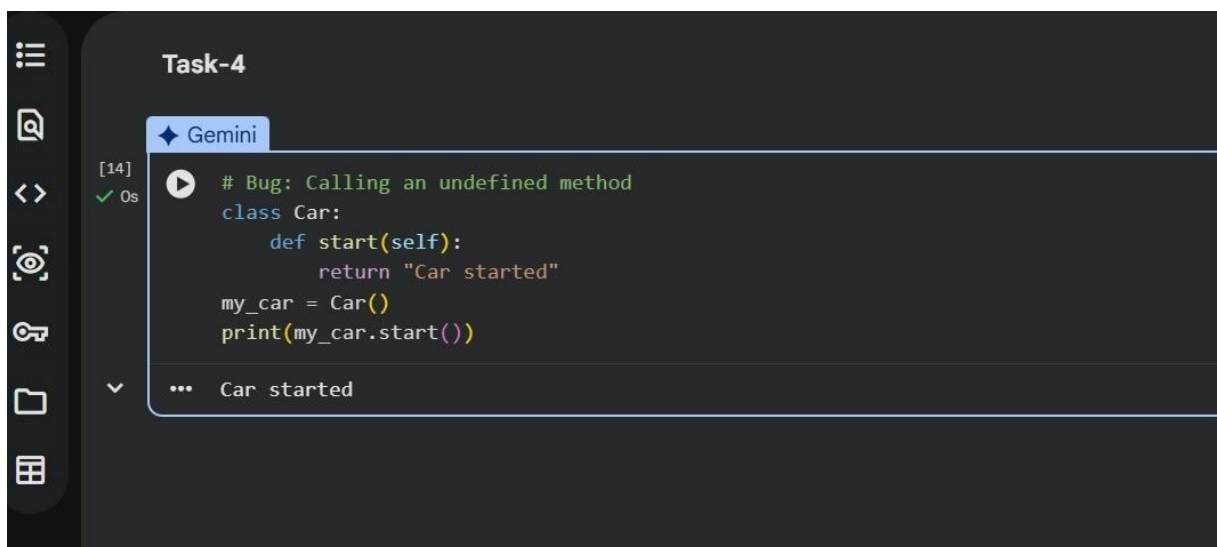 Task-4
Gemini
[14]
0s
# Bug: Calling an undefined method
class Car:
    def start(self):
        return "Car started"
my_car = Car()
print(my_car.start())
Car started